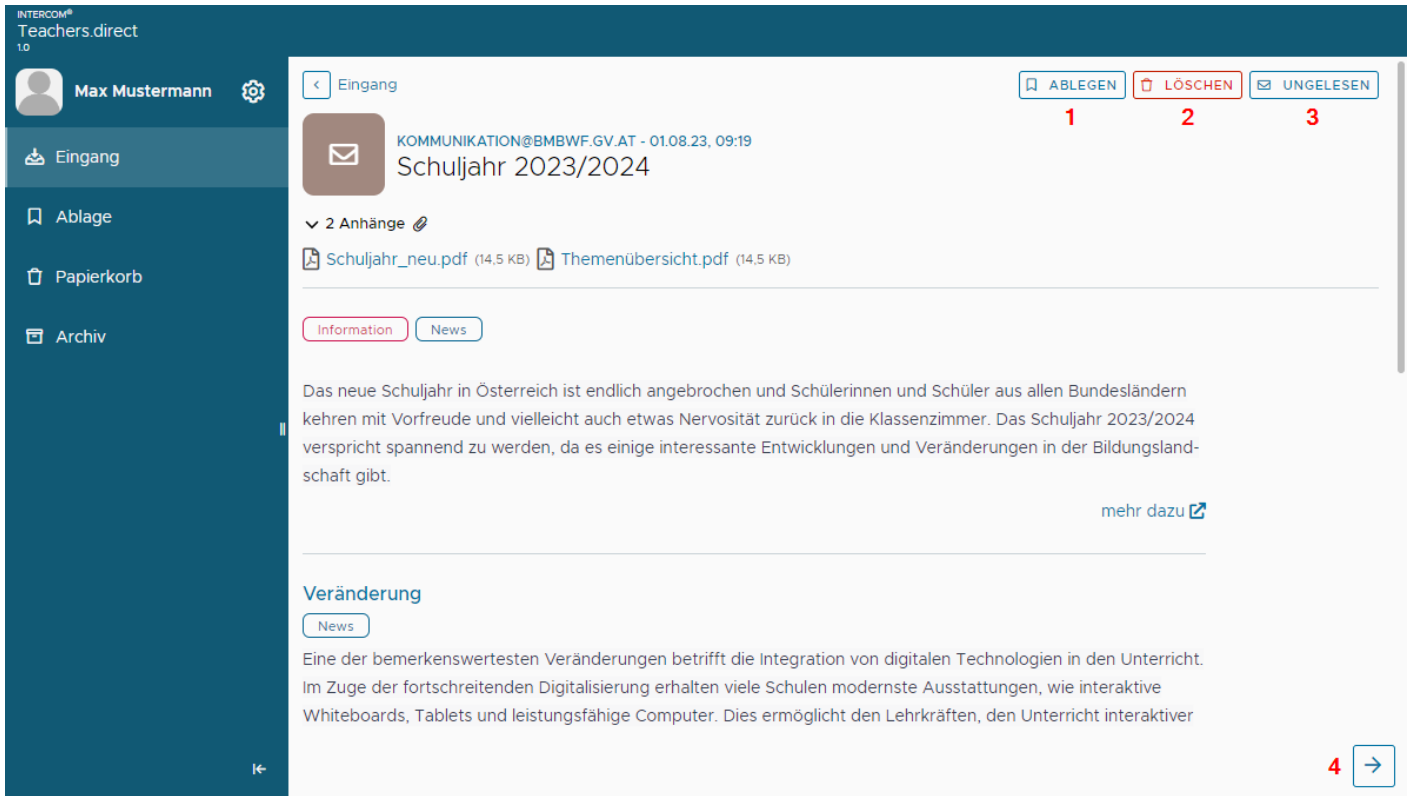 INTERCOM®
Teachers.direct
1.0
Max Mustermann
Eingang
Ablage
Papierkorb
Archiv
Eingang
ABLEGEN
LÖSCHEN
UNGELESEN
1
2
3
KOMMUNIKATION@BMBWF.GV.AT - 01.08.23, 09:19
Schuljahr 2023/2024
2 Anhänge
Schuljahr_neu.pdf (14,5 KB) Themenübersicht.pdf (14,5 KB)
Information News
Das neue Schuljahr in Österreich ist endlich angebrochen und Schülerinnen und Schüler aus allen Bundesländern
kehren mit Vorfreude und vielleicht auch etwas Nervosität zurück in die Klassenzimmer. Das Schuljahr 2023/2024
verspricht spannend zu werden, da es einige interessante Entwicklungen und Veränderungen in der Bildungsland-
schaft gibt.
mehr dazu
Veränderung
News
Eine der bemerkenswertesten Veränderungen betrifft die Integration von digitalen Technologien in den Unterricht.
Im Zuge der fortschreitenden Digitalisierung erhalten viele Schulen modernste Ausstattungen, wie interaktive
Whiteboards, Tablets und leistungsfähige Computer. Dies ermöglicht den Lehrkräften, den Unterricht interaktiver
4